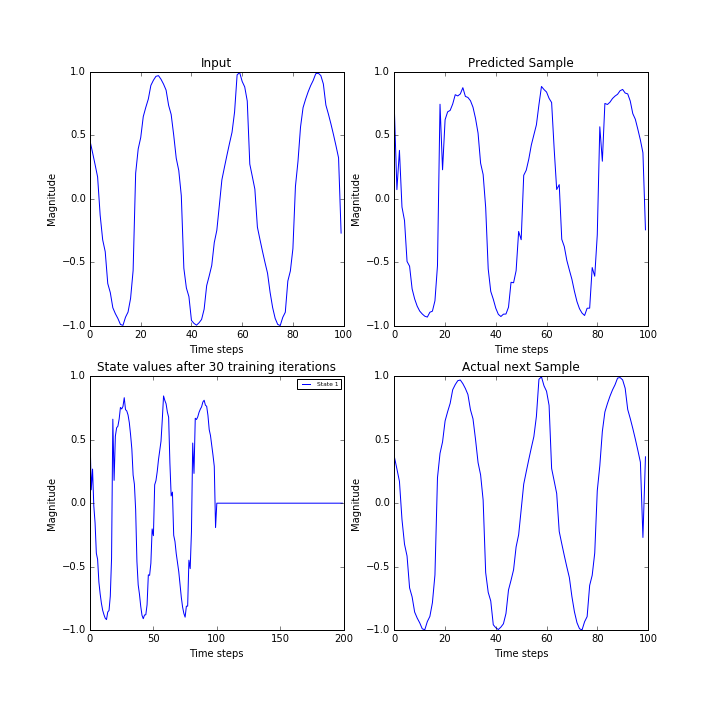 Input
1.0
0.5
0.0
−0.5
−1.0
Magnitude
0 20 40 60 80 100
Time steps
Predicted Sample
1.0
0.5
0.0
−0.5
−1.0
Magnitude
0 20 40 60 80 100
Time steps
State values after 30 training iterations
State 1
1.0
0.5
0.0
−0.5
−1.0
Magnitude
0 50 100 150 200
Time steps
Actual next Sample
1.0
0.5
0.0
−0.5
−1.0
Magnitude
0 20 40 60 80 100
Time steps